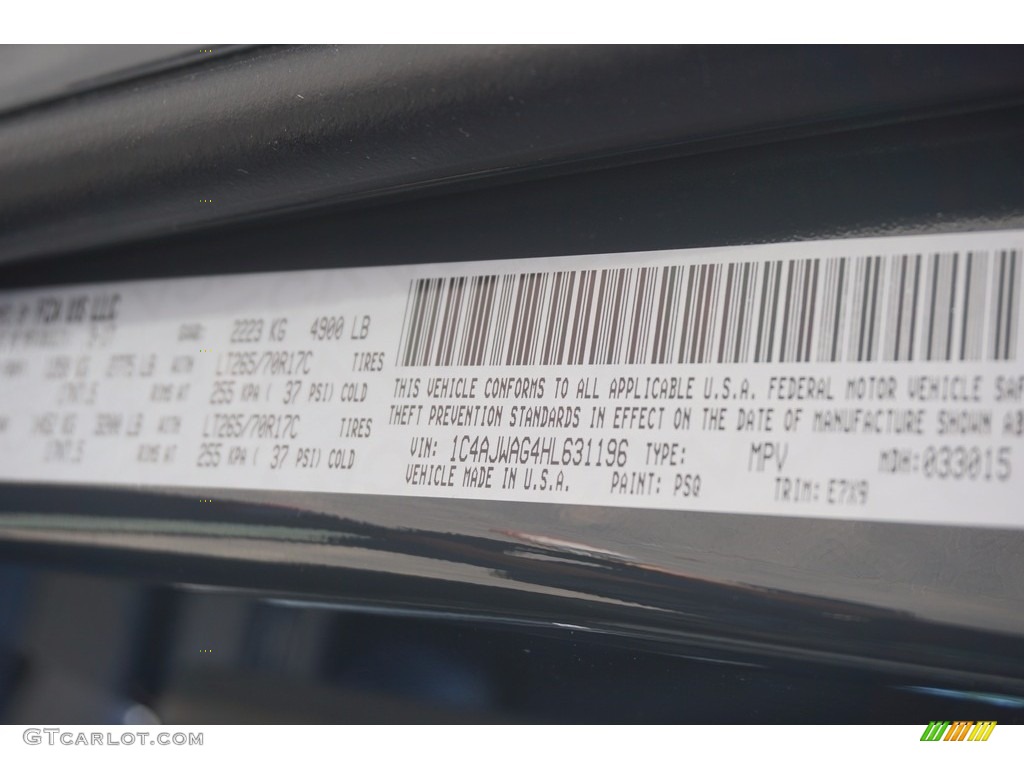 FCA US LLC
2223 KG 4900 LB
LT265/70R17C TIRES
255 KPA ( 37 PSI) COLD
LT265/70R17C TIRES
255 KPA ( 37 PSI) COLD
THIS VEHICLE CONFORMS TO ALL APPLICABLE U.S.A. FEDERAL MOTOR VEHICLE SAF
THEFT PREVENTION STANDARDS IN EFFECT ON THE DATE OF MANUFACTURE SHOWN AB
VIN: 1C4AJWAG4HL631196 TYPE: MPV MDH:033015
VEHICLE MADE IN U.S.A. PAINT: PSQ TRIM: E7X9
GTCarlot.com